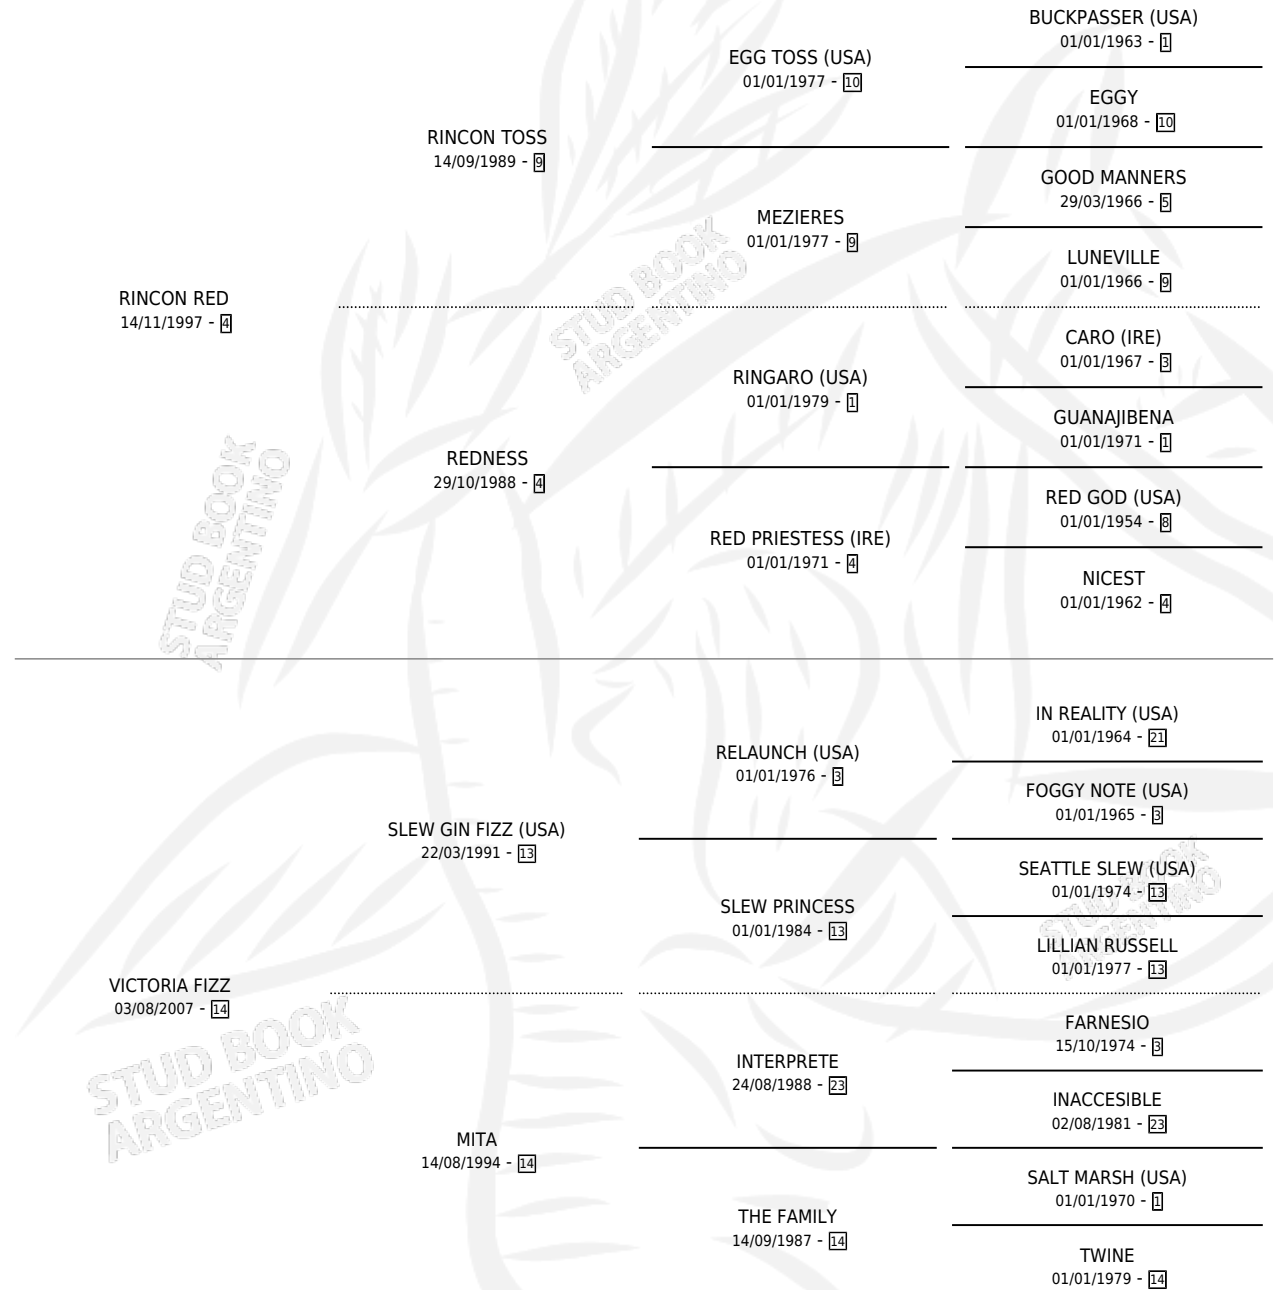 BUCKPASSER (USA)
01/01/1963 - 1
EGG TOSS (USA)
01/01/1977 - 10
EGGY
01/01/1968 - 10
RINCON TOSS
14/09/1989 - 9
GOOD MANNERS
29/03/1966 - 5
MEZIERES
01/01/1977 - 9
LUNEVILLE
01/01/1966 - 9
RINCON RED
14/11/1997 - 4
CARO (IRE)
01/01/1967 - 3
RINGARO (USA)
01/01/1979 - 1
GUANAJIBENA
01/01/1971 - 1
REDNESS
29/10/1988 - 4
RED GOD (USA)
01/01/1954 - 8
RED PRIESTESS (IRE)
01/01/1971 - 4
NICEST
01/01/1962 - 4
IN REALITY (USA)
01/01/1964 - 21
RELAUNCH (USA)
01/01/1976 - 3
FOGGY NOTE (USA)
01/01/1965 - 3
SLEW GIN FIZZ (USA)
22/03/1991 - 13
SEATTLE SLEW (USA)
01/01/1974 - 13
SLEW PRINCESS
01/01/1984 - 13
LILLIAN RUSSELL
01/01/1977 - 13
VICTORIA FIZZ
03/08/2007 - 14
FARNESIO
15/10/1974 - 3
INTERPRETE
24/08/1988 - 23
INACCESIBLE
02/08/1981 - 23
MITA
14/08/1994 - 14
SALT MARSH (USA)
01/01/1970 - 1
THE FAMILY
14/09/1987 - 14
TWINE
01/01/1979 - 14
STUD BOOK
ARGENTINO
STUD BOOK
ARGENTINO
STUD BOOK
ARGENTINO
STUD BOOK
ARGENTINO